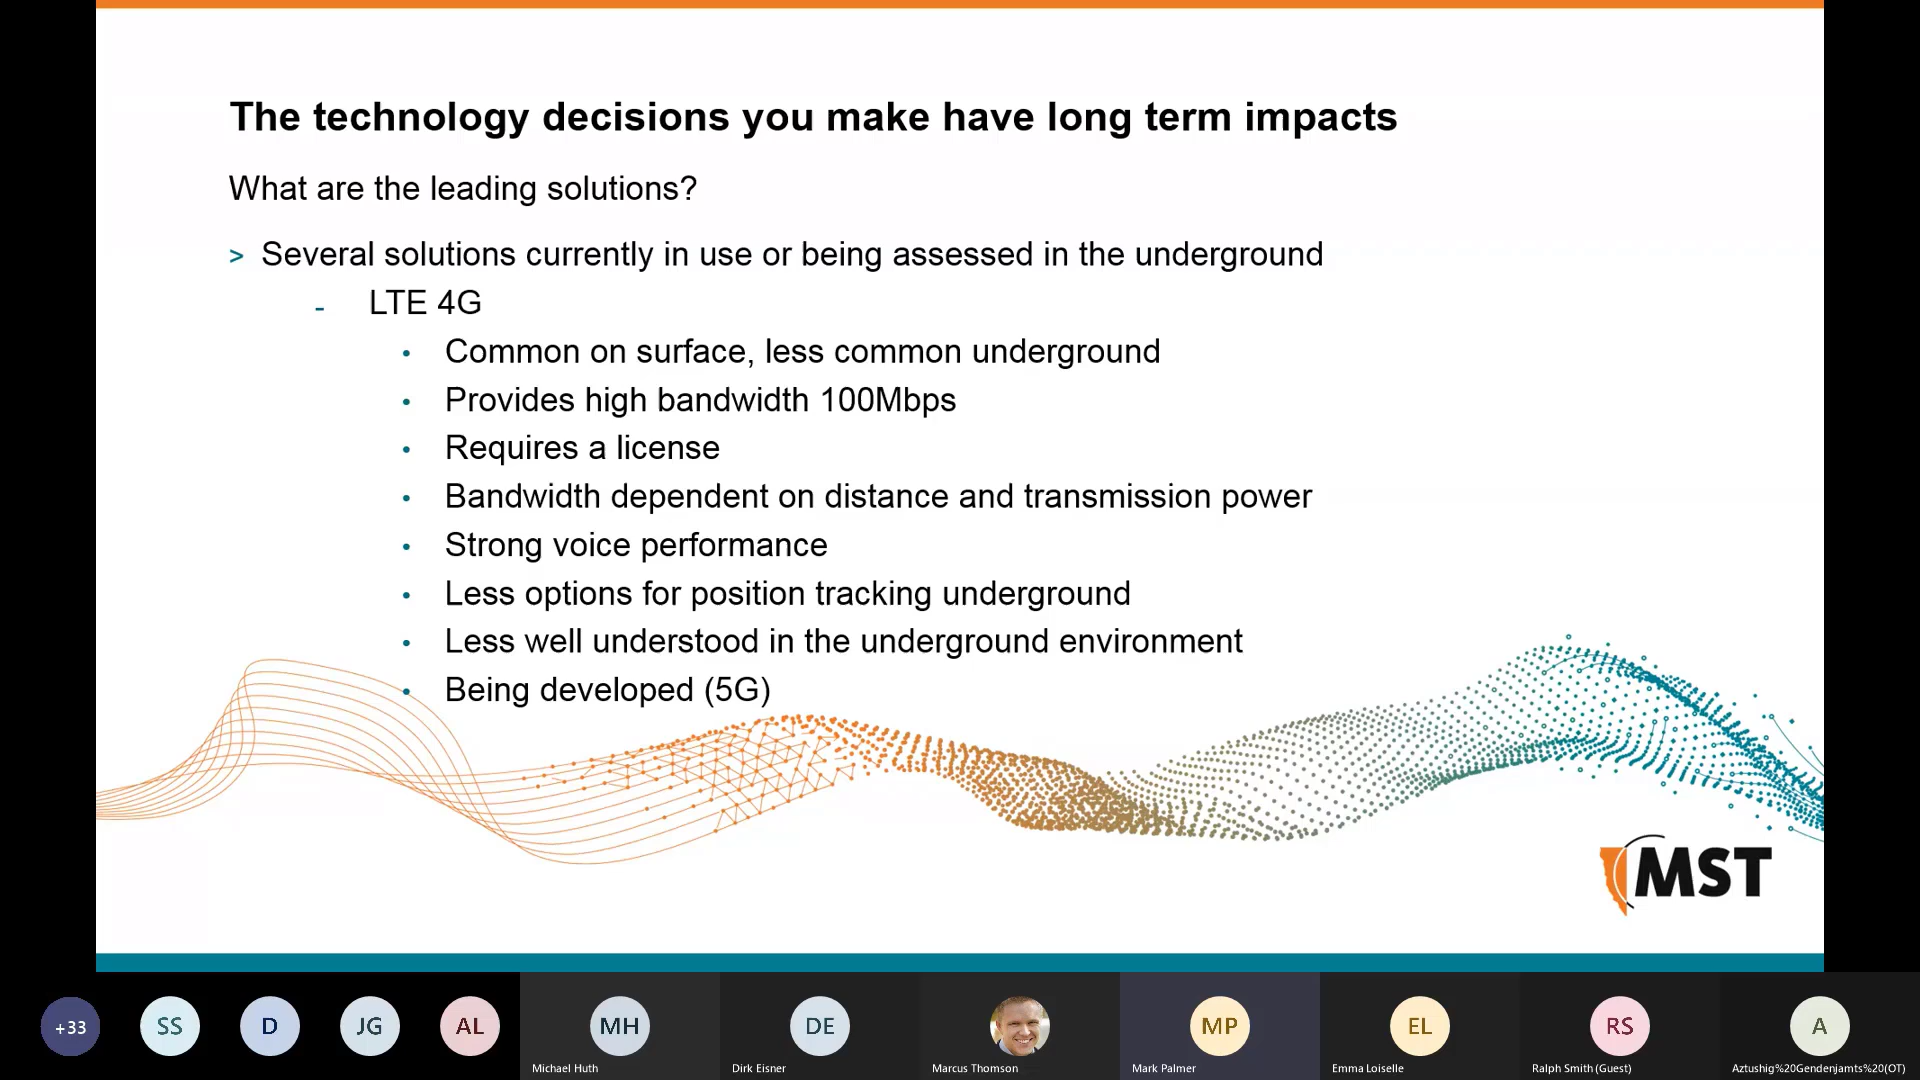 The technology decisions you make have long term impacts
What are the leading solutions?
> Several solutions currently in use or being assessed in the underground
- LTE 4G
• Common on surface, less common underground
• Provides high bandwidth 100Mbps
• Requires a license
• Bandwidth dependent on distance and transmission power
• Strong voice performance
• Less options for position tracking underground
• Less well understood in the underground environment
• Being developed (5G)
MST
+33 SS D JG AL MH DE MP EL RS A
Michael Huth Dirk Eisner Marcus Thomson Mark Palmer Emma Loiselle Ralph Smith (Guest) Aztushig%20Gendenjamts%20(OT)